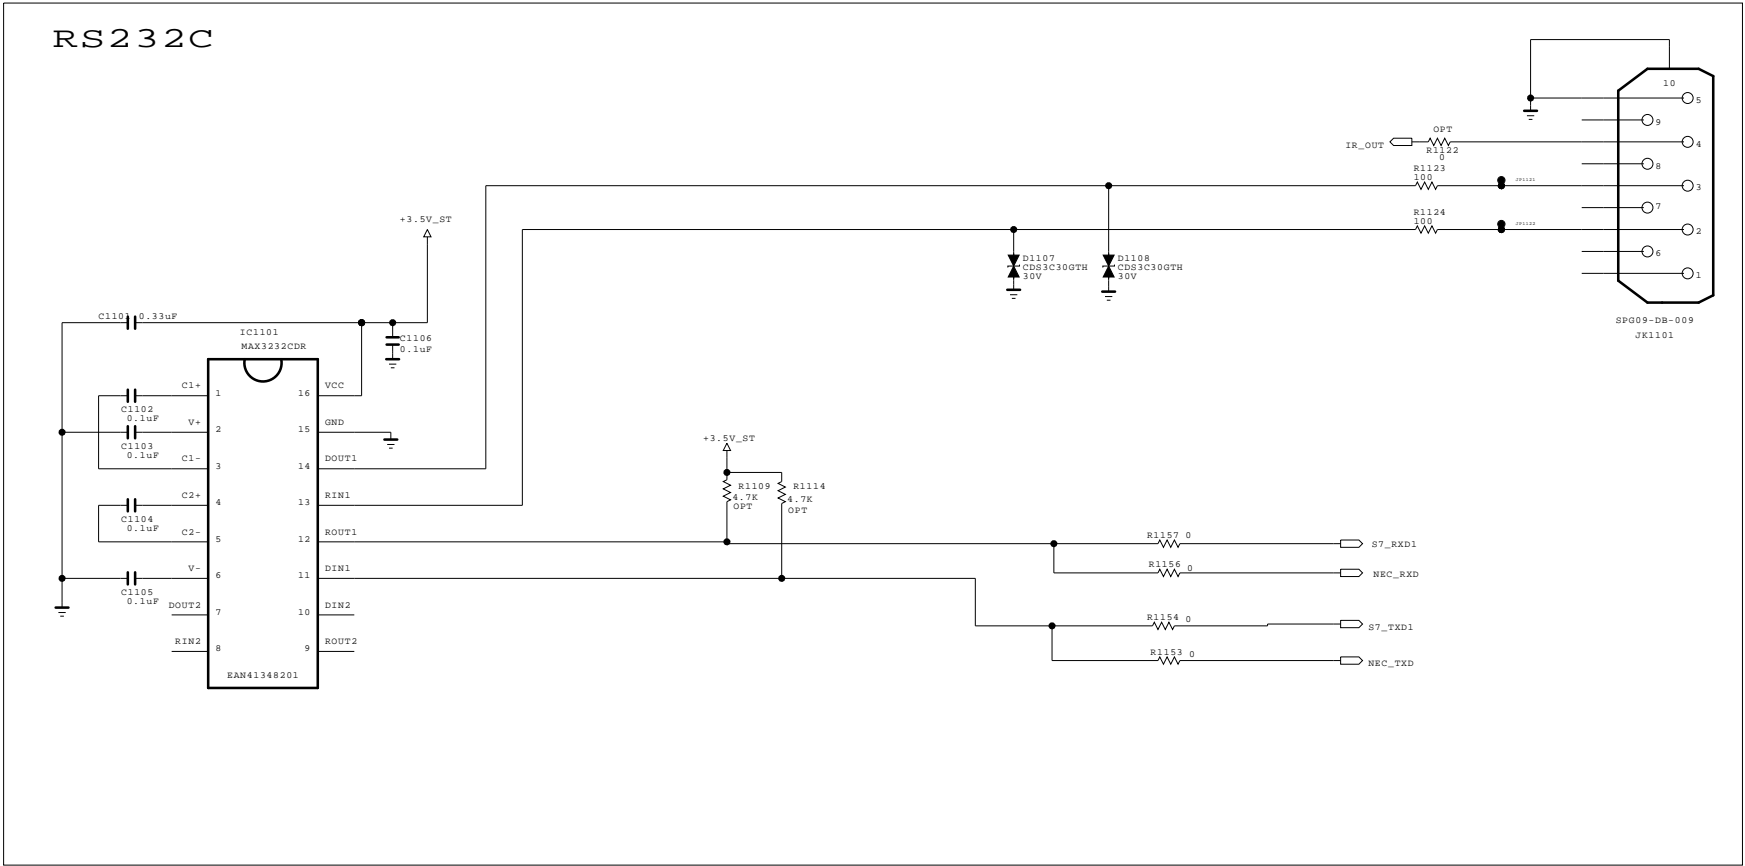 RS232C
10
5
9
OPT
IR_OUT
R1122
0
4
8
R1123
100
JP1121
3
7
R1124
100
JP1122
2
6
1
SPG09-DB-009
JK1101
+3.5V_ST
D1107
CDS3C30GTH
30V
D1108
CDS3C30GTH
30V
C1101 0.33uF
IC1101
MAX3232CDR
C1106
0.1uF
C1+
1
16
VCC
C1102
0.1uF
V+
2
15
GND
C1103
0.1uF
C1-
3
14
DOUT1
C2+
4
13
RIN1
C1104
0.1uF
C2-
5
12
ROUT1
V-
6
11
DIN1
C1105
0.1uF
DOUT2
7
10
DIN2
RIN2
8
9
ROUT2
EAN41348201
+3.5V_ST
R1109
4.7K
OPT
R1114
4.7K
OPT
R1157 0
S7_RXD1
R1156 0
NEC_RXD
R1154 0
S7_TXD1
R1153 0
NEC_TXD